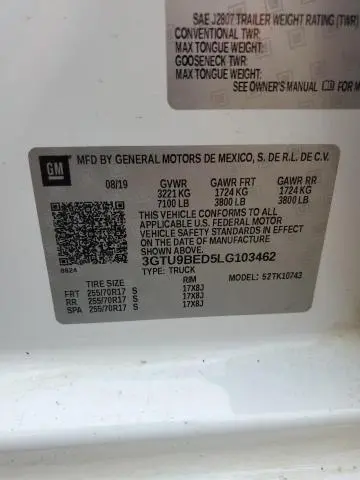 SAE J2807 TRAILER WEIGHT RATING (TWR)
CONVENTIONAL TWR:
MAX TONGUE WEIGHT:
GOOSENECK TWR:
MAX TONGUE WEIGHT:
SEE OWNER'S MANUAL FOR M
GM
MFD BY GENERAL MOTORS DE MEXICO, S. DE R.L. DE C.V.
08/19 GVWR GAWR FRT GAWR RR
3221 KG 1724 KG 1724 KG
7100 LB 3800 LB 3800 LB
THIS VEHICLE CONFORMS TO ALL
APPLICABLE U.S. FEDERAL MOTOR
VEHICLE SAFETY STANDARDS IN EFFECT
ON THE DATE OF MANUFACTURE SHOWN ABOVE.
3GTU9BED5LG103462
0824 TYPE: TRUCK
MODEL: 52TK10743
TIRE SIZE RIM
FRT 255/70R17 S 17X8J
RR 255/70R17 S 17X8J
SPA 255/70R17 S 17X8J